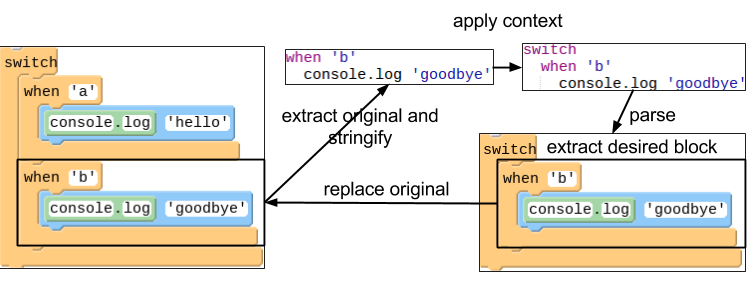 apply context
switch
when 'a'
console.log 'hello'
when 'b'
console.log 'goodbye'
when 'b'
console.log 'goodbye'
switch
when 'b'
console.log 'goodbye'
extract original and
stringify
parse
replace original
switch
extract desired block
when 'b'
console.log 'goodbye'